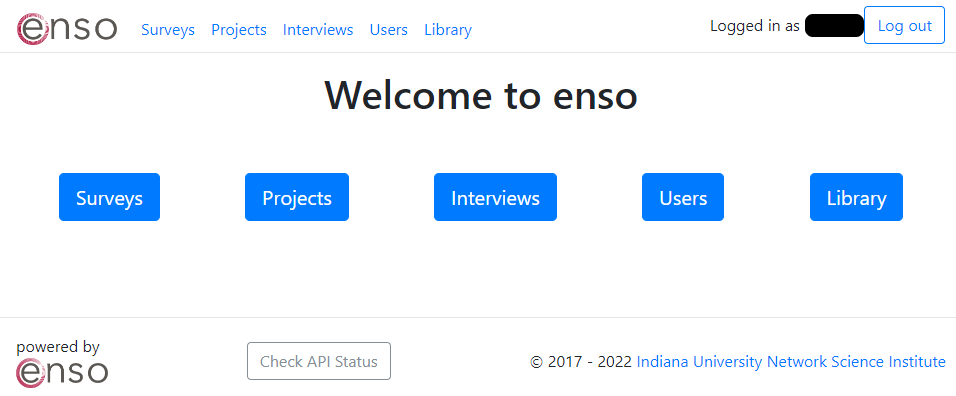 enso Surveys Projects Interviews Users Library Logged in as Log out
Welcome to enso
Surveys Projects Interviews Users Library
powered by
enso
Check API Status
© 2017 - 2022 Indiana University Network Science Institute